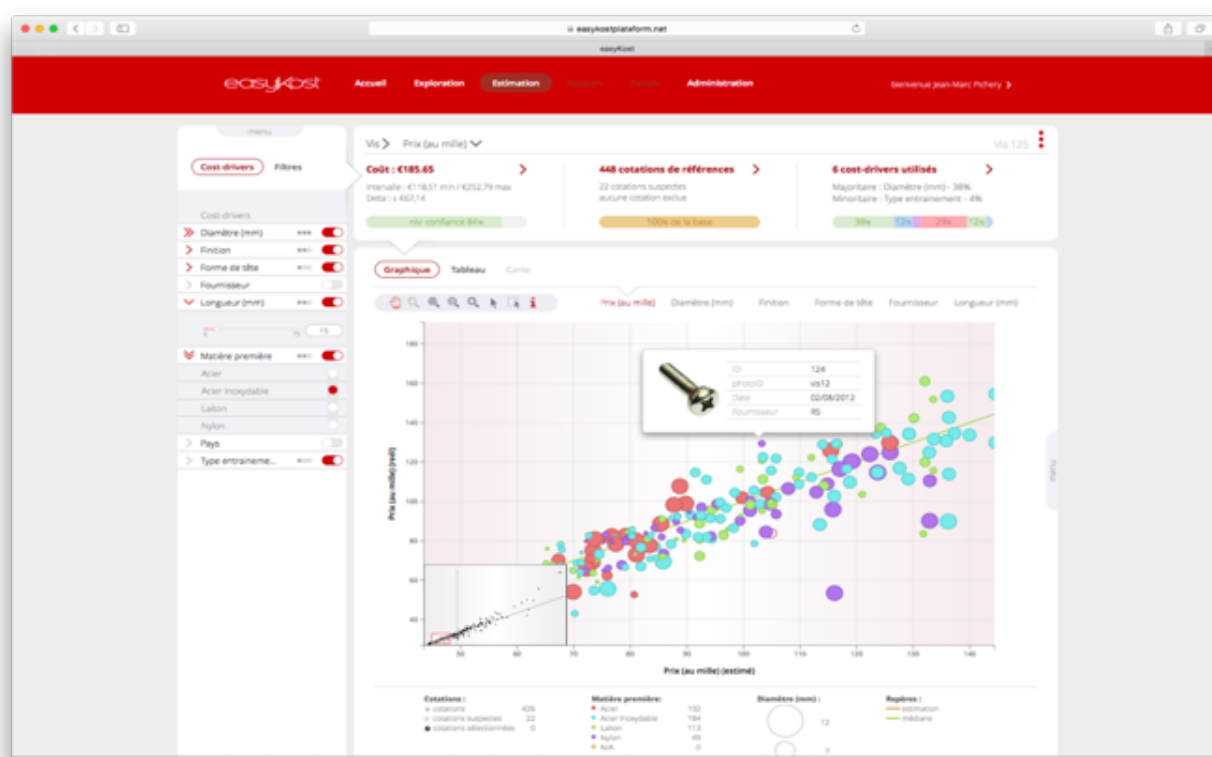 easykostplateform.net
easyKost
easyKost Accueil Exploration Estimation Administration bienvenue Jean-Marc Pichery
menu
Cost-drivers Filtres
Cost-drivers
Diamètre (mm)
Finition
Forme de tête
Fournisseur
Longueur (mm)
15
Matière première
Acier
Acier Inoxydable
Laiton
Nylon
Pays
Type entraineme...
Vis Prix (au mille) Vis 125
Coût : €185.65
intervalle : €118,51 min / €252,79 max
Delta : ± €67,14
niv. confiance 84%
448 cotations de références
22 cotations suspectes
aucune cotation exclue
100% de la base
6 cost-drivers utilisés
Majoritaire : Diamètre (mm) - 38%
Minoritaire : Type entrainement - 4%
38% 12% 29% 12%
Graphique Tableau Carte
Prix (au mille) Diamètre (mm) Finition Forme de tête Fournisseur Longueur (mm)
ID 124
photoID vis12
Date 02/08/2012
Fournisseur RS
menu
Prix (au mille) (réél)
180
160
120
100
80
60
40
50 60 70 80 90 100 110 120 130 140
Prix (au mille) (estimé)
Cotations :
cotations 426
cotations suspectes 22
cotations sélectionnées 0
Matière première:
Acier 102
Acier Inoxydable 184
Laiton 113
Nylon 49
N/A 0
Diamètre (mm) :
12
7
Repères :
estimation
médiane